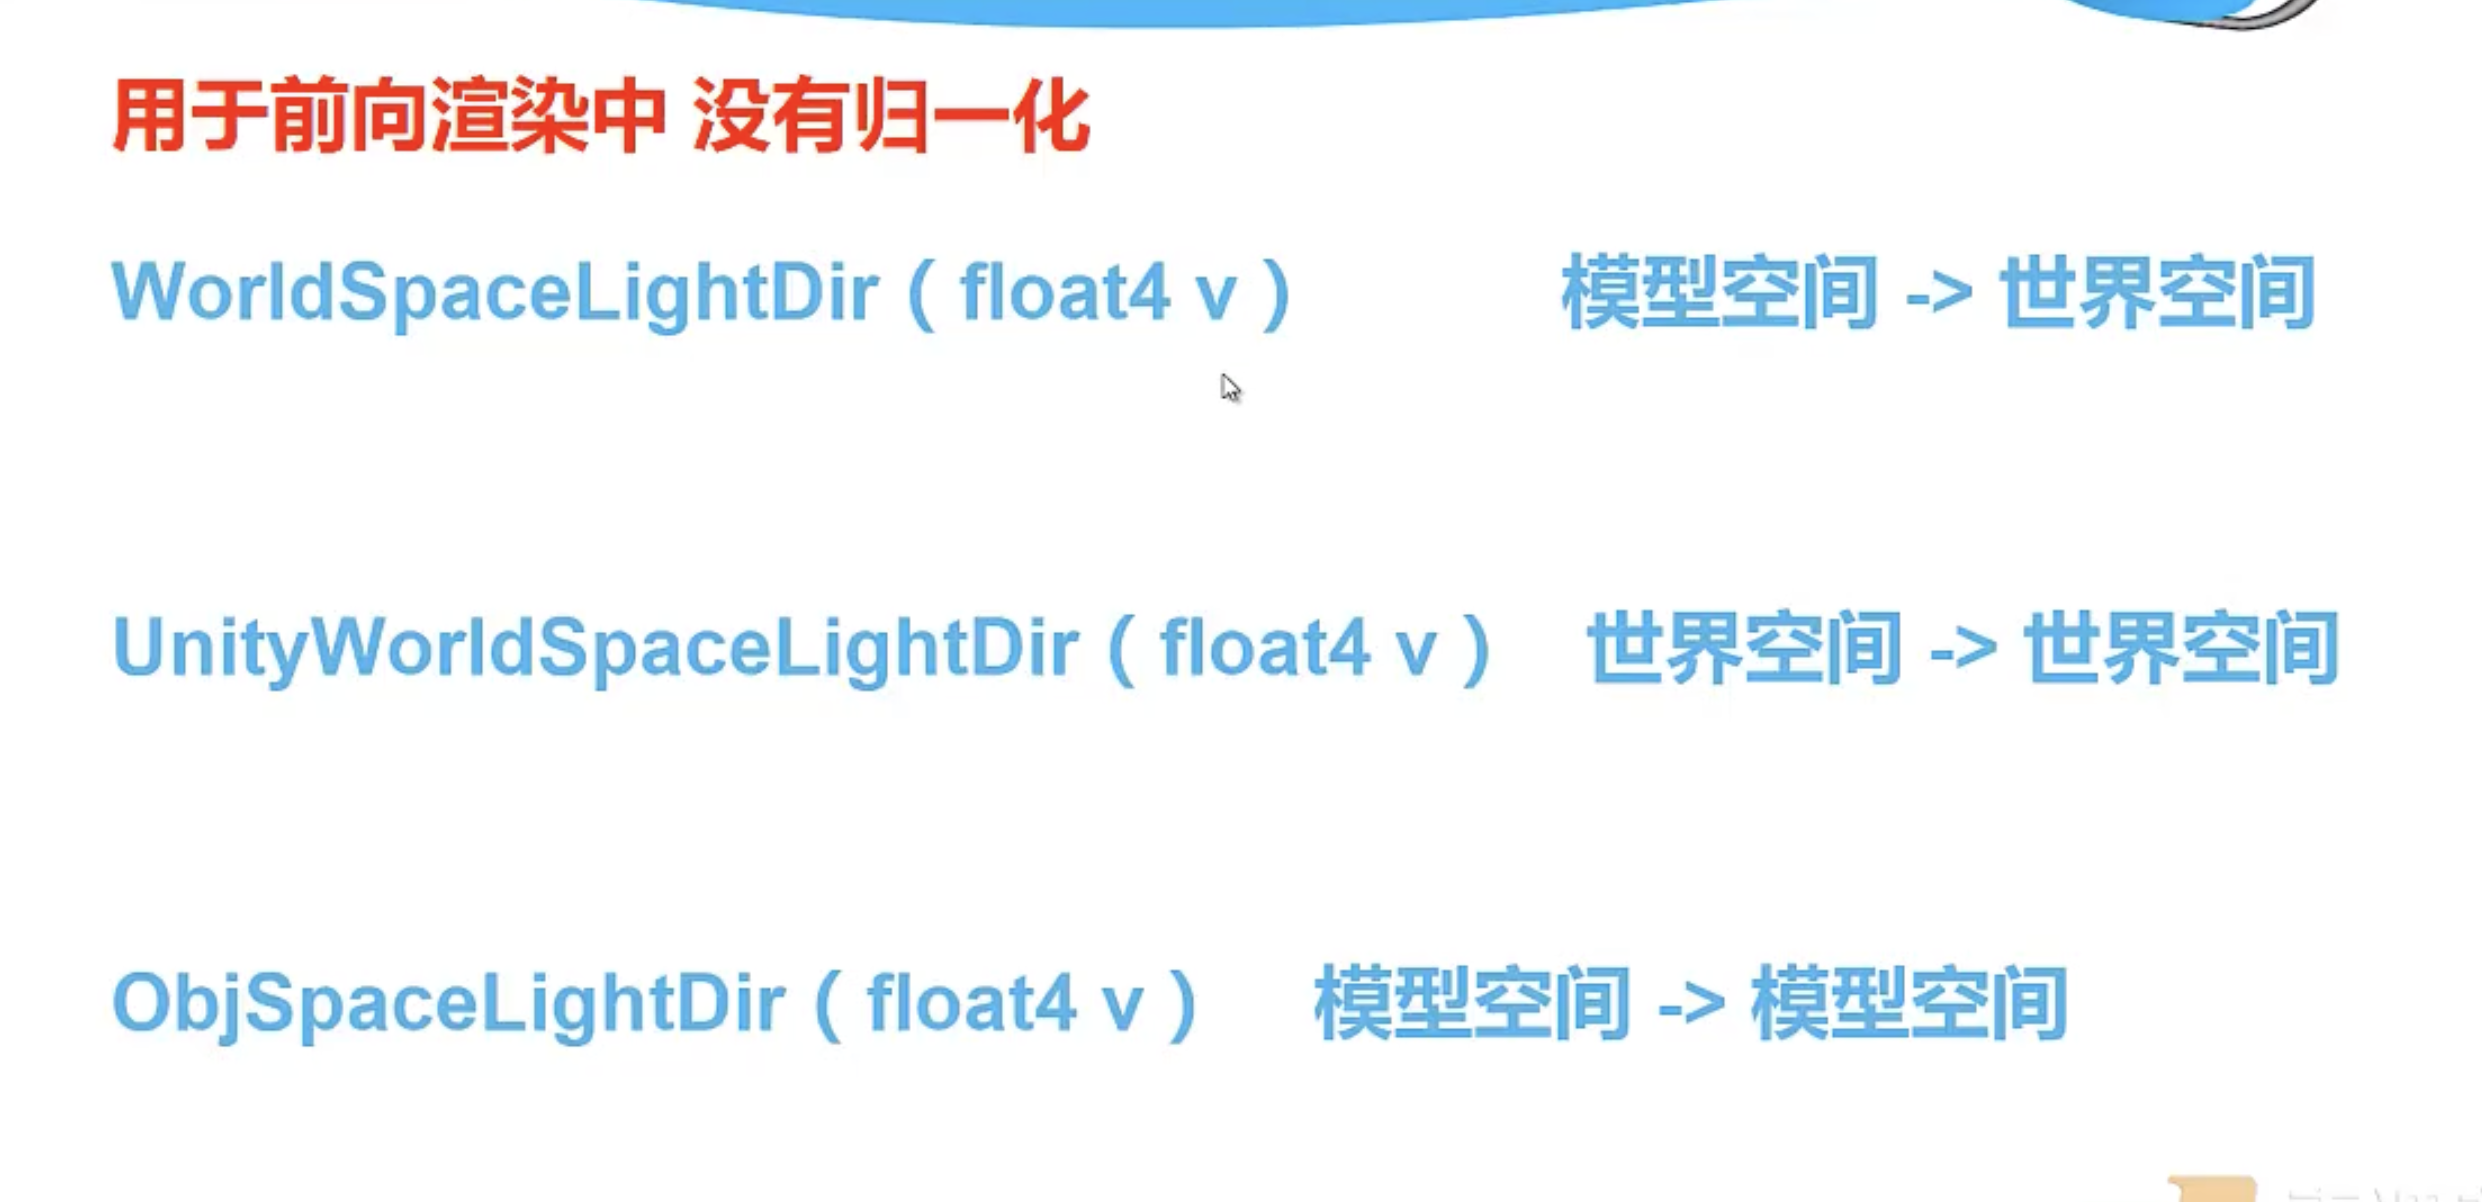 用于前向渲染中 没有归一化
WorldSpaceLightDir ( float4 v ) 模型空间 -> 世界空间
UnityWorldSpaceLightDir ( float4 v ) 世界空间 -> 世界空间
ObjSpaceLightDir ( float4 v ) 模型空间 -> 模型空间